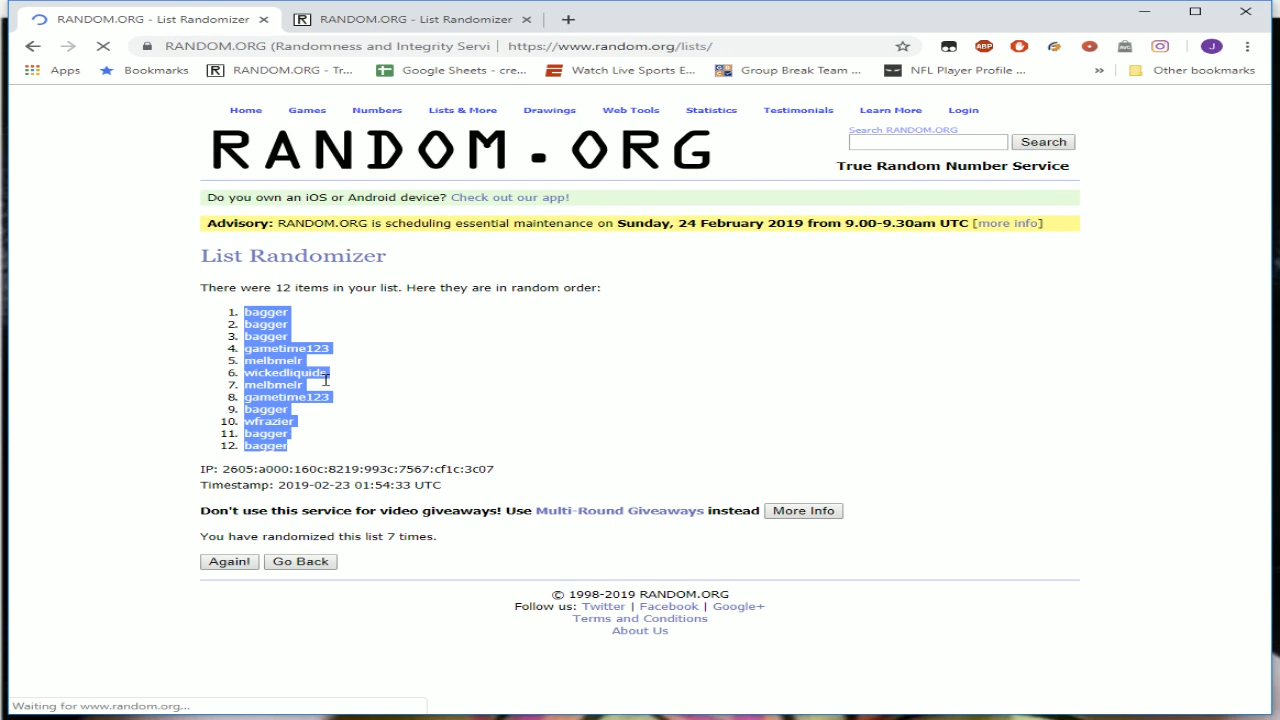 RANDOM.ORG - List Randomizer
RANDOM.ORG - List Randomizer
RANDOM.ORG (Randomness and Integrity Servi | https://www.random.org/lists/
ABP
J
Apps Bookmarks RANDOM.ORG - Tr... Google Sheets - cre... Watch Live Sports E... Group Break Team ... NFL Player Profile ... » Other bookmarks
Home Games Numbers Lists & More Drawings Web Tools Statistics Testimonials Learn More Login
RANDOM.ORG
Search RANDOM.ORG
Search
True Random Number Service
Do you own an iOS or Android device? Check out our app!
Advisory: RANDOM.ORG is scheduling essential maintenance on Sunday, 24 February 2019 from 9.00-9.30am UTC [more info]
List Randomizer
There were 12 items in your list. Here they are in random order:
1. bagger
2. bagger
3. bagger
4. gametime123
5. melbmelr
6. wickedliquids
7. melbmelr
8. gametime123
9. bagger
10. wfrazier
11. bagger
12. bagger
IP: 2605:a000:160c:8219:993c:7567:cf1c:3c07
Timestamp: 2019-02-23 01:54:33 UTC
Don't use this service for video giveaways! Use Multi-Round Giveaways instead More Info
You have randomized this list 7 times.
Again! Go Back
© 1998-2019 RANDOM.ORG
Follow us: Twitter | Facebook | Google+
Terms and Conditions
About Us
Waiting for www.random.org...